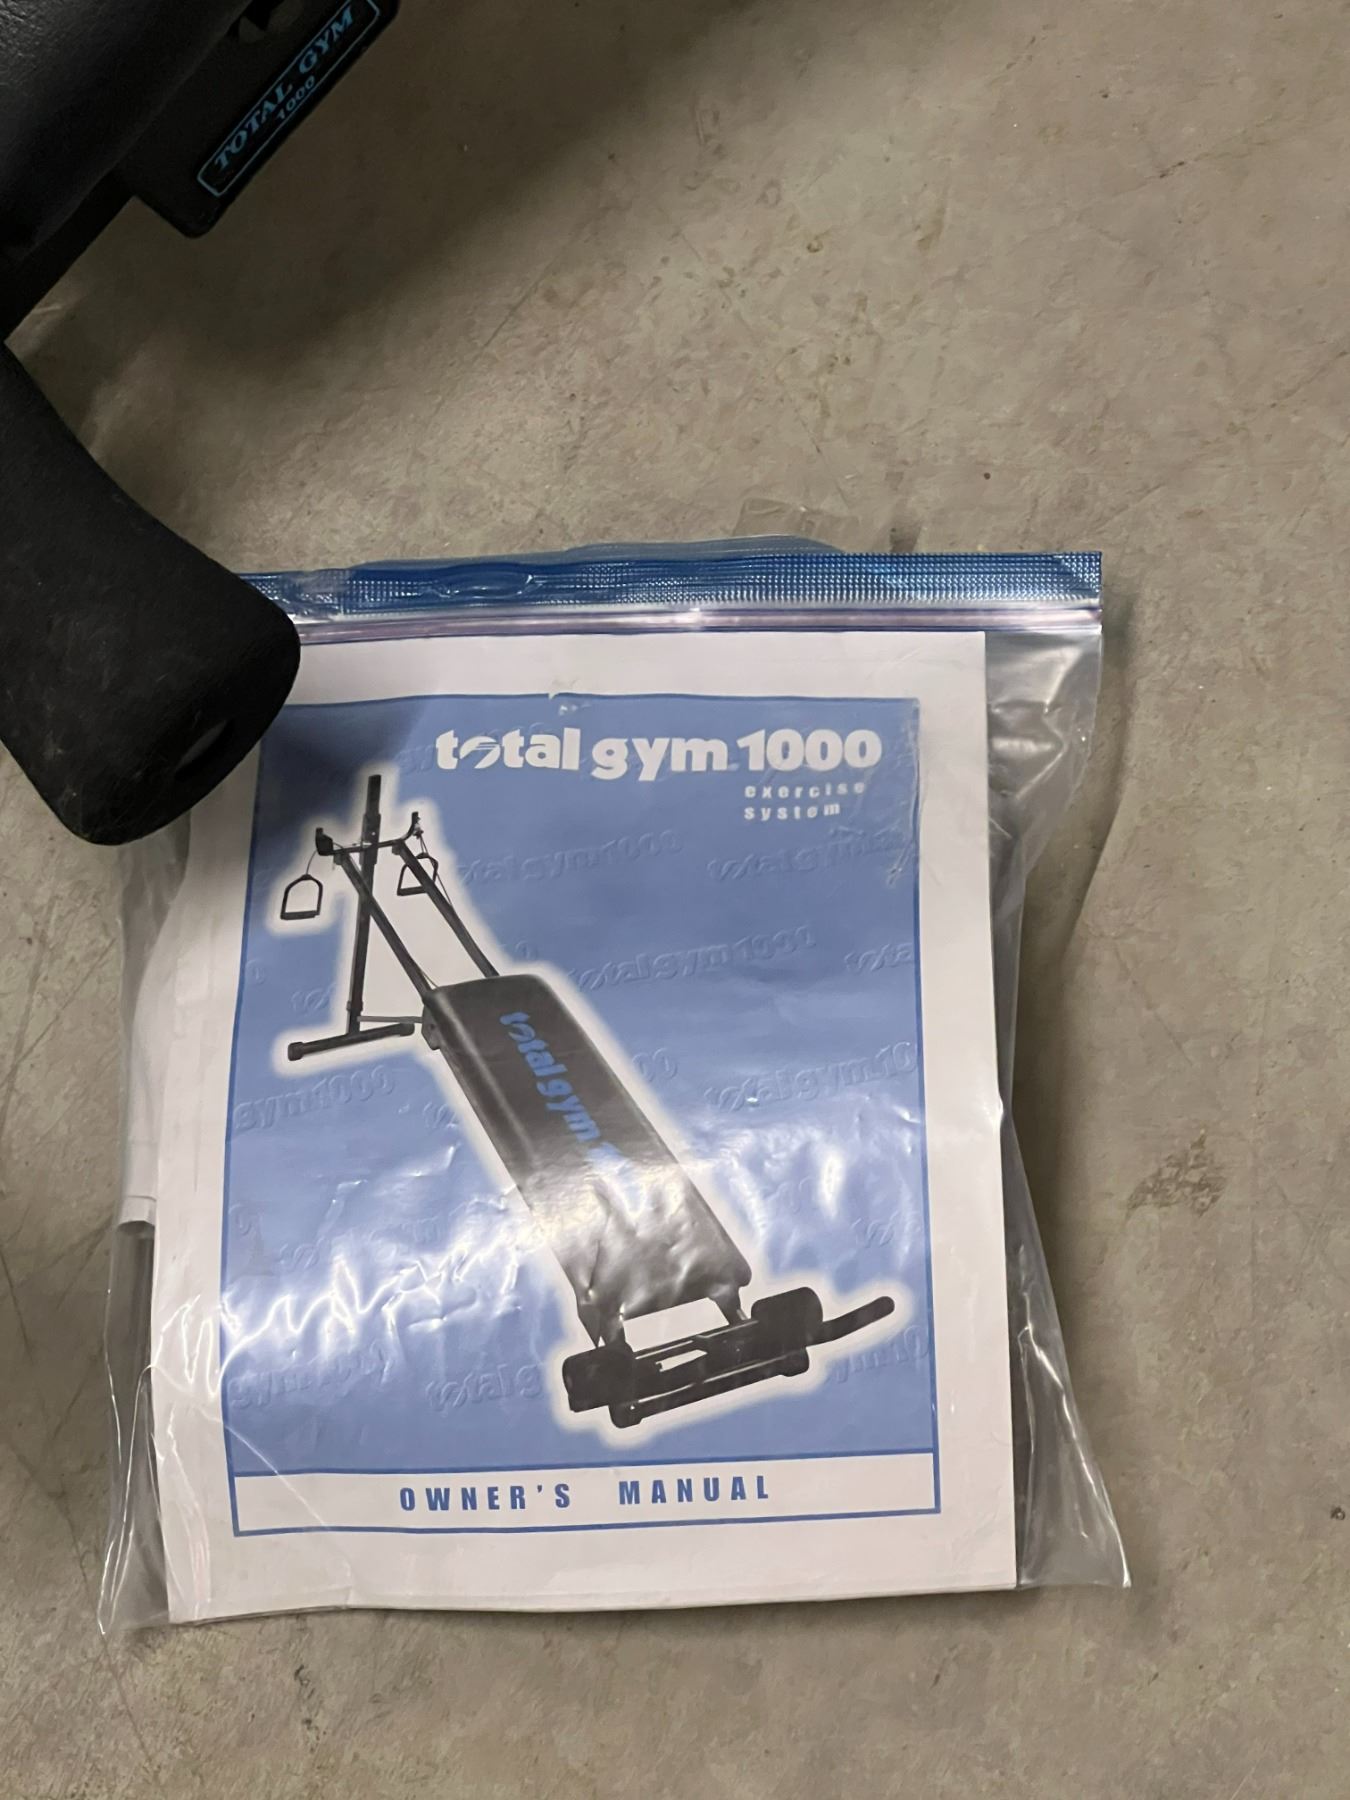 TOTAL GYM
1000
total gym 1000
exercise
system
total gym
OWNER'S MANUAL